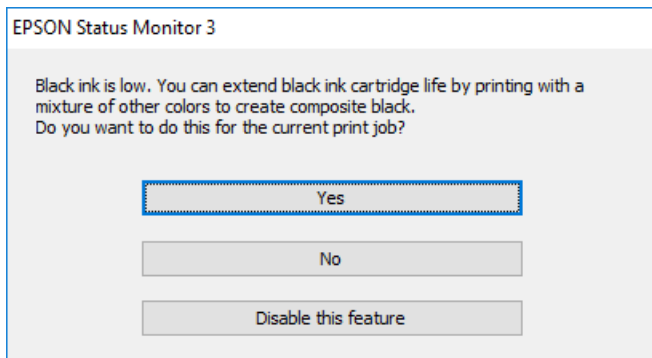 EPSON Status Monitor 3
Black ink is low. You can extend black ink cartridge life by printing with a
mixture of other colors to create composite black.
Do you want to do this for the current print job?
Yes
No
Disable this feature